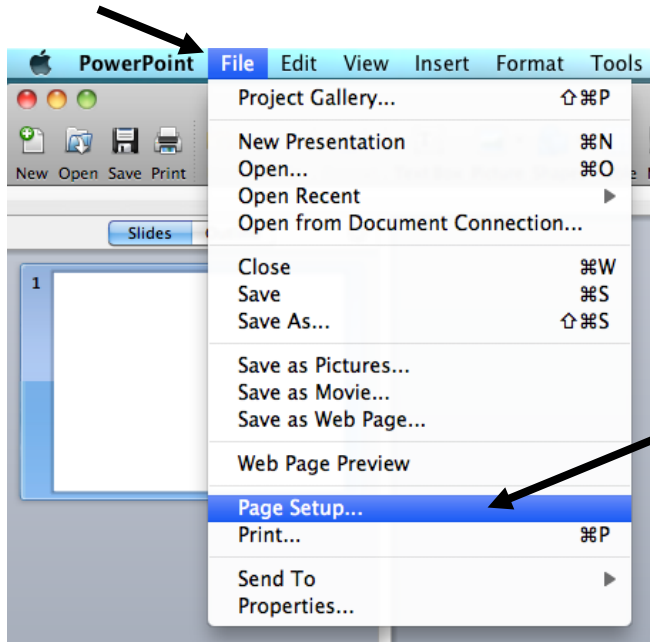 PowerPoint File Edit View Insert Format Tools
Project Gallery... ⇧⌘P
New Presentation ⌘N
Open... ⌘O
Open Recent ▶
Open from Document Connection...
Close ⌘W
Save ⌘S
Save As... ⇧⌘S
Save as Pictures...
Save as Movie...
Save as Web Page...
Web Page Preview
Page Setup...
Print... ⌘P
Send To ▶
Properties...
New Open Save Print
Slides
1